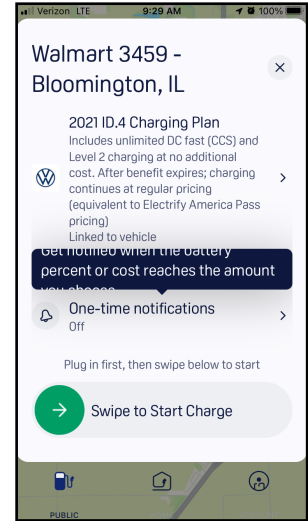 Verizon LTE 9:29 AM 100%
Walmart 3459 -
Bloomington, IL
2021 ID.4 Charging Plan
Includes unlimited DC fast (CCS) and
Level 2 charging at no additional
cost. After benefit expires; charging
continues at regular pricing
(equivalent to Electrify America Pass
pricing)
Linked to vehicle
Get notified when the battery
percent or cost reaches the amount
you choose
One-time notifications
Off
Plug in first, then swipe below to start
Swipe to Start Charge
PUBLIC